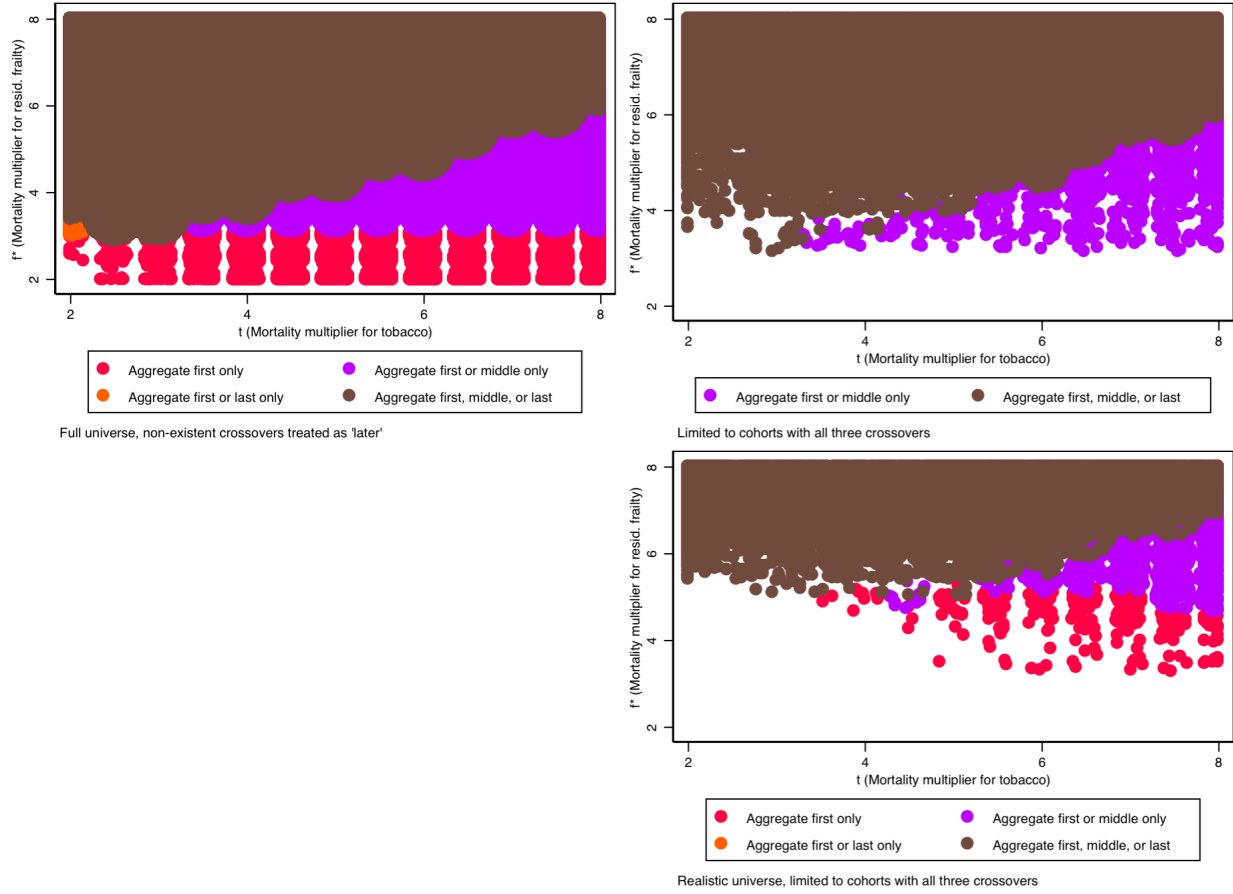 8
6
4
2
f* (Mortality multiplier for resid. frailty)
2 4 6 8
t (Mortality multiplier for tobacco)
Aggregate first only Aggregate first or middle only
Aggregate first or last only Aggregate first, middle, or last
Full universe, non-existent crossovers treated as 'later'
8
6
4
2
f* (Mortality multiplier for resid. frailty)
2 4 6 8
t (Mortality multiplier for tobacco)
Aggregate first or middle only Aggregate first, middle, or last
Limited to cohorts with all three crossovers
8
6
4
2
f* (Mortality multiplier for resid. frailty)
2 4 6 8
t (Mortality multiplier for tobacco)
Aggregate first only Aggregate first or middle only
Aggregate first or last only Aggregate first, middle, or last
Realistic universe, limited to cohorts with all three crossovers